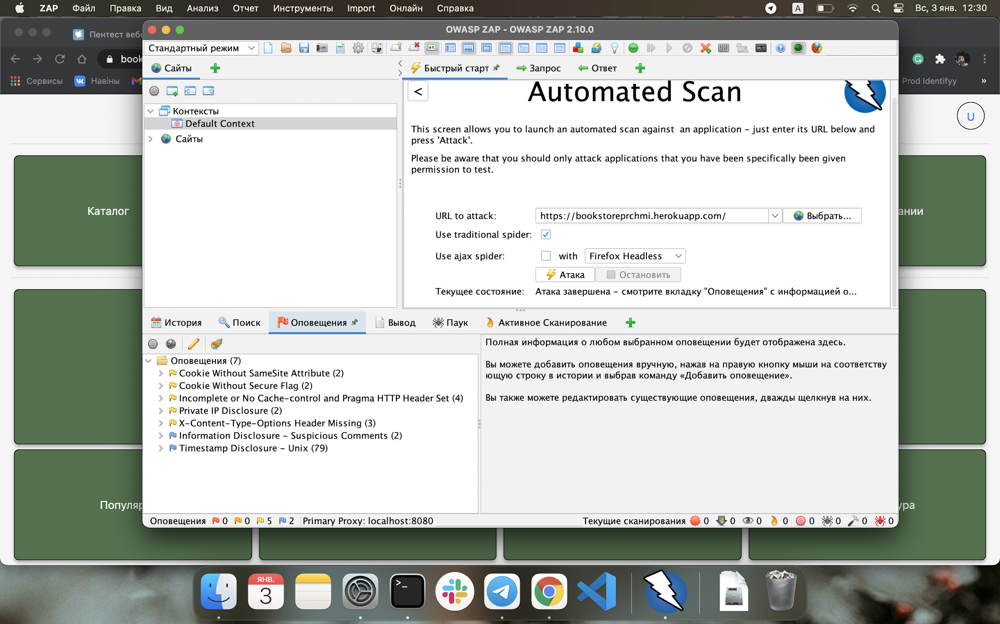 ZAP Файл Правка Вид Анализ Отчет Инструменты Import Онлайн Справка A Вс, 3 янв. 12:30
Пентест веб
OWASP ZAP - OWASP ZAP 2.10.0
Стандартный режим
book
Сайты
Быстрый старт Запрос Ответ
Сервисы Навіны
Prod Identifyy »
<
Automated Scan
Контексты
Default Context
Сайты
U
This screen allows you to launch an automated scan against an application – just enter its URL below and
press 'Attack'.
Please be aware that you should only attack applications that you have been specifically been given
permission to test.
Каталог
ании
URL to attack: https://bookstoreprchmi.herokuapp.com/ Выбрать...
Use traditional spider:
Use ajax spider: with Firefox Headless
Атака Остановить
Текущее состояние: Атака завершена – смотрите вкладку "Оповещения" с информацией о...
История Поиск Оповещения Вывод Паук Активное Сканирование
Оповещения (7)
Cookie Without SameSite Attribute (2)
Cookie Without Secure Flag (2)
Incomplete or No Cache-control and Pragma HTTP Header Set (4)
Private IP Disclosure (2)
X-Content-Type-Options Header Missing (3)
Information Disclosure – Suspicious Comments (2)
Timestamp Disclosure – Unix (79)
Полная информация о любом выбранном оповещении будет отображена здесь.
Вы можете добавить оповещения вручную, нажав на правую кнопку мыши на соответству
ющую строку в истории и выбрав команду «Добавить оповещение».
Вы также можете редактировать существующие оповещения, дважды щелкнув на них.
Популяр
ура
Оповещения 0 0 5 2 Primary Proxy: localhost:8080 Текущие сканирования 0 0 0 0 0 0 0 0
ЯНВ.
3